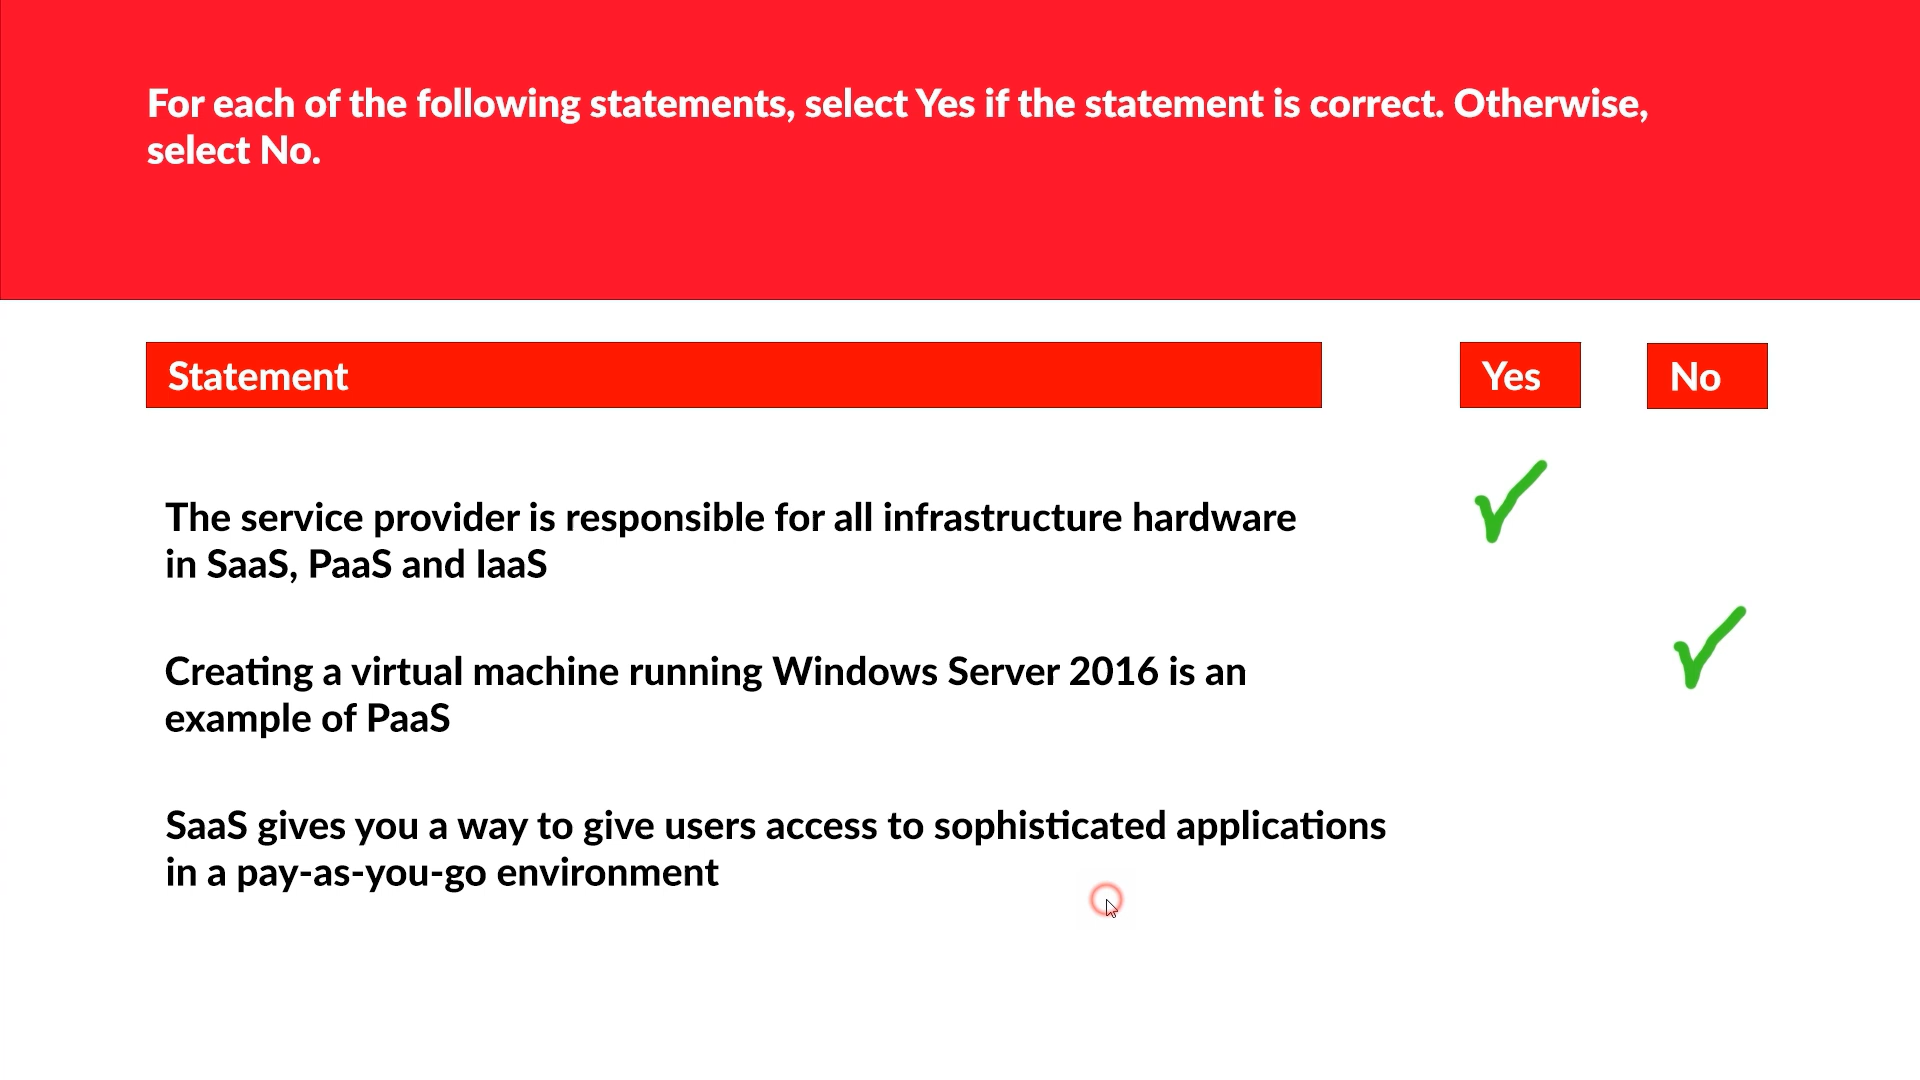 For each of the following statements, select Yes if the statement is correct. Otherwise,
select No.
Statement
Yes
No
The service provider is responsible for all infrastructure hardware
in SaaS, PaaS and IaaS
Creating a virtual machine running Windows Server 2016 is an
example of PaaS
SaaS gives you a way to give users access to sophisticated applications
in a pay-as-you-go environment